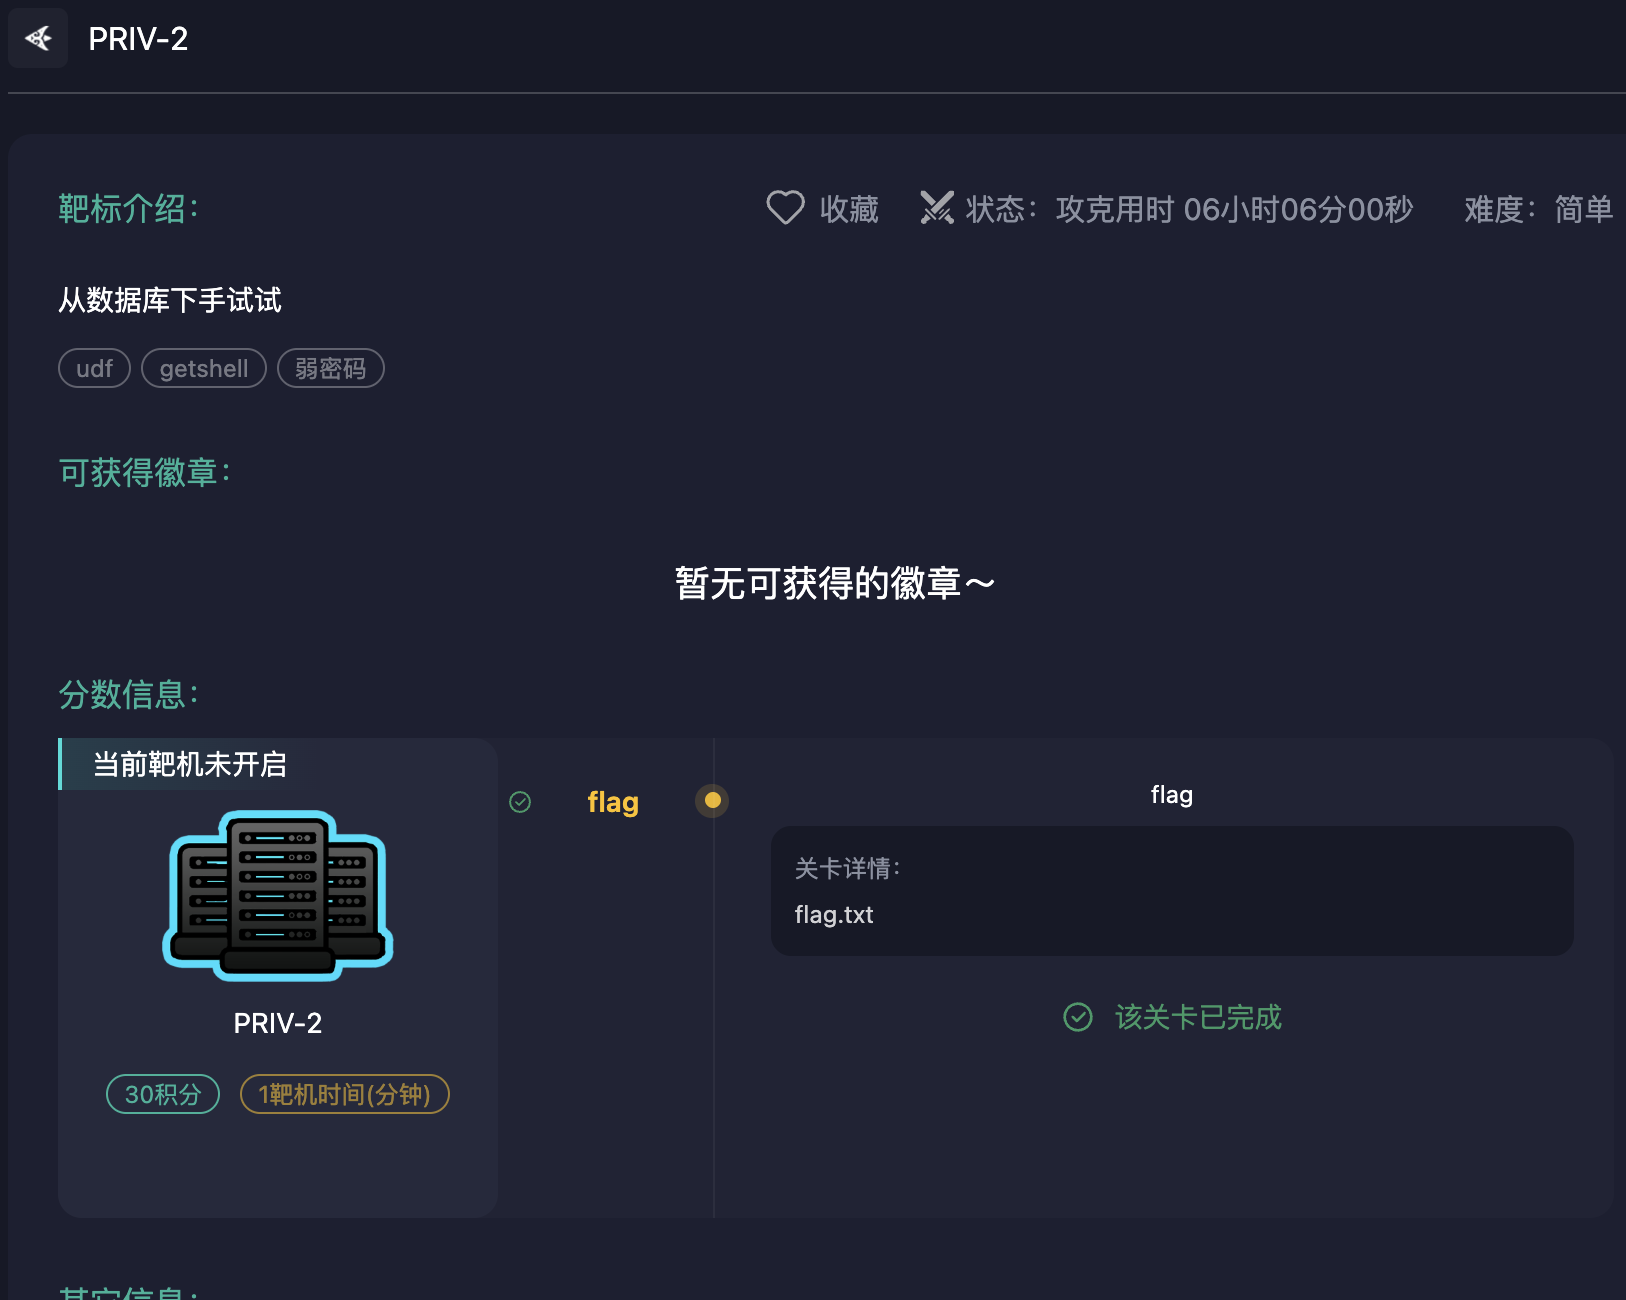 PRIV-2
靶标介绍：
收藏
状态：攻克用时 06小时06分00秒
难度：简单
从数据库下手试试
udf
getshell
弱密码
可获得徽章：
暂无可获得的徽章～
分数信息：
当前靶机未开启
PRIV-2
30积分
1靶机时间(分钟)
flag
flag
关卡详情：
flag.txt
该关卡已完成
其它信息：